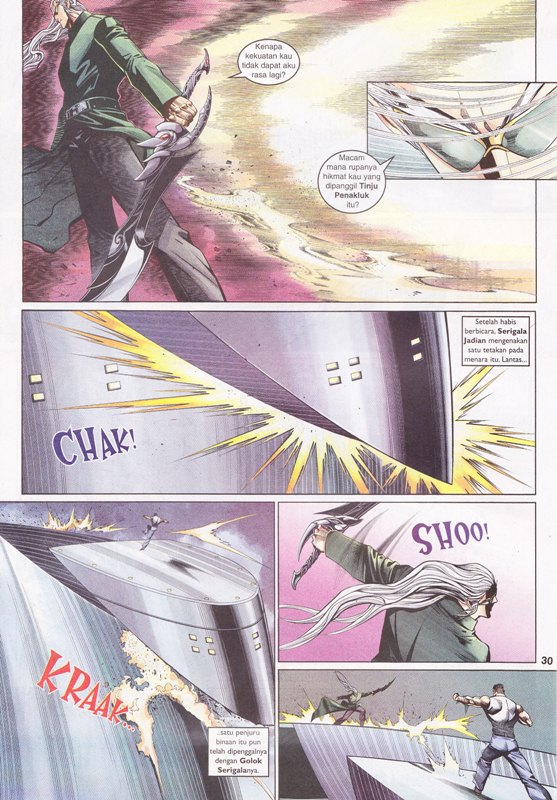 Kenapa
kekuatan kau
tidak dapat aku
rasa lagi?
Macam
mana rupanya
hikmat kau yang
dipanggil Tinju
Penakluk
itu?
Setelah habis
berbicara, Serigala
Jadian mengenakan
satu tetakan pada
menara itu. Lantas...
CHAK!
SHOO!
KRAAK...
..satu penjuru
binaan itu pun
telah dipenggalnya
dengan Golok
Serigalanya.
30